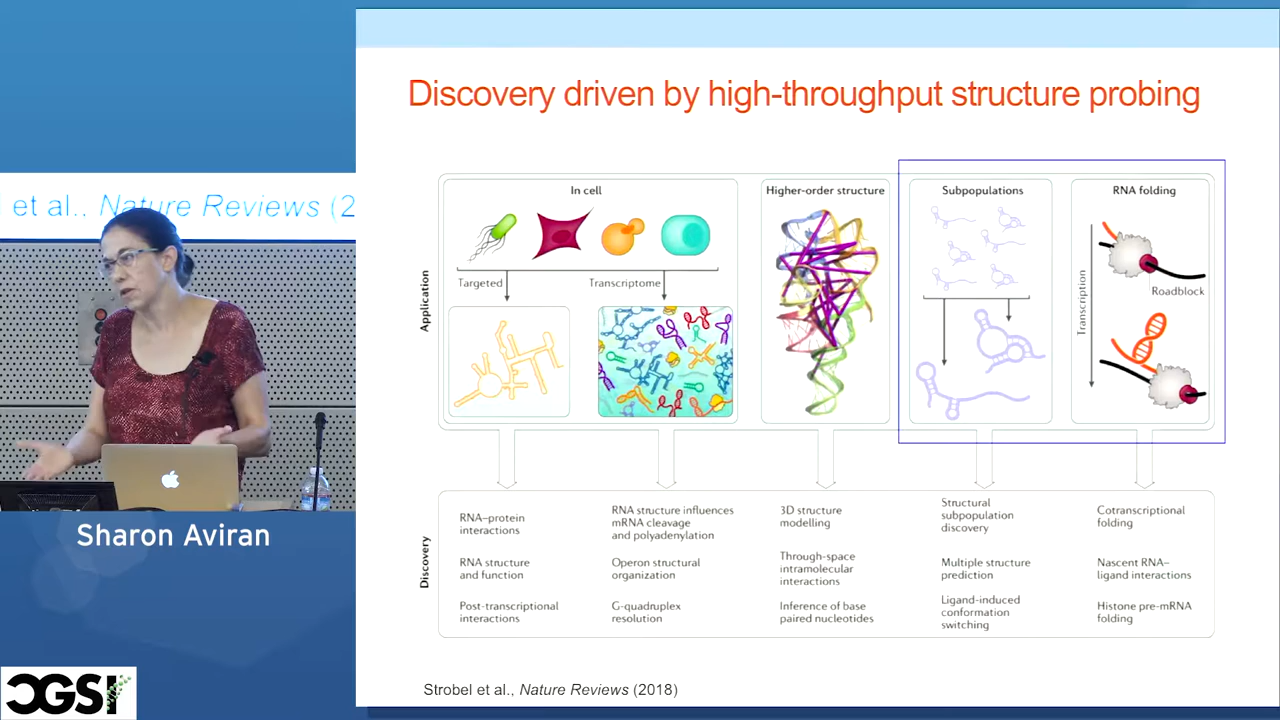 Discovery driven by high-throughput structure probing
et al., Nature Reviews (2
Sharon Aviran
CGSI
Application
In cell
Targeted
Transcriptome
Higher-order structure
Subpopulations
RNA folding
Transcription
Roadblock
Discovery
RNA–protein
interactions
RNA structure
and function
Post-transcriptional
interactions
RNA structure influences
mRNA cleavage
and polyadenylation
Operon structural
organization
G-quadruplex
resolution
3D structure
modelling
Through-space
intramolecular
interactions
Inference of base
paired nucleotides
Structural
subpopulation
discovery
Multiple structure
prediction
Ligand-induced
conformation
switching
Cotranscriptional
folding
Nascent RNA–
ligand interactions
Histone pre-mRNA
folding
Strobel et al., Nature Reviews (2018)